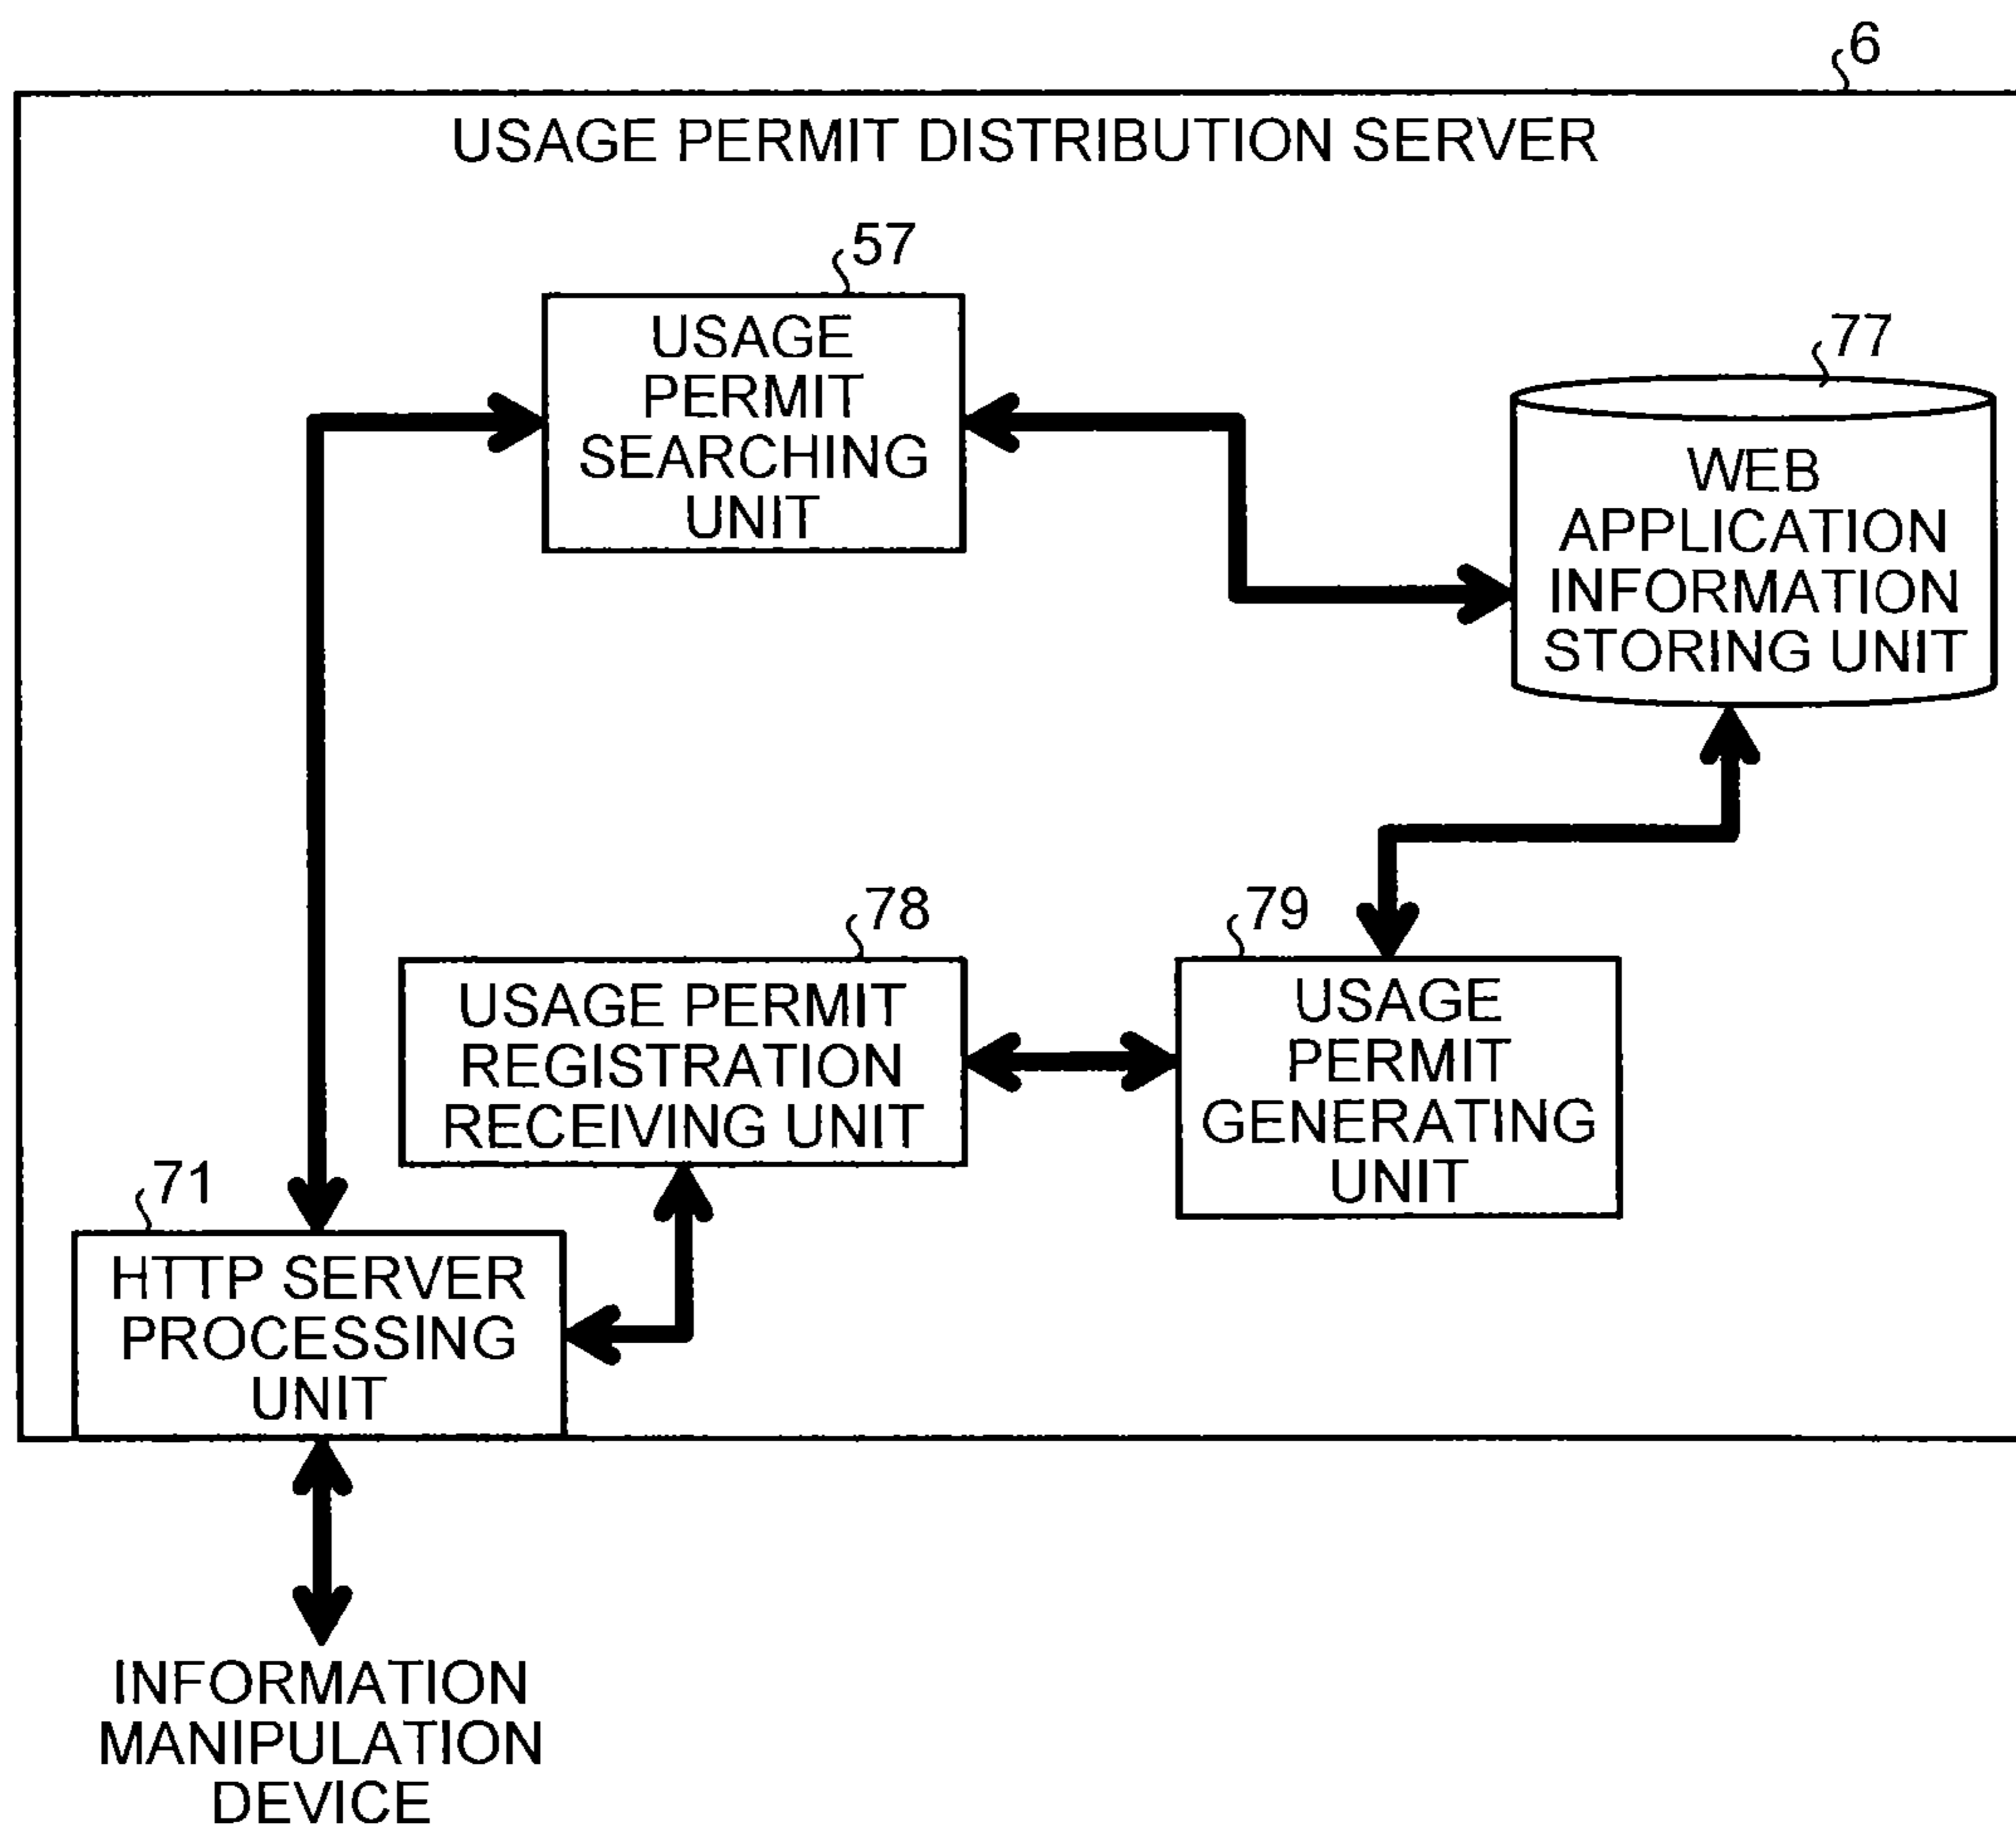 6
USAGE PERMIT DISTRIBUTION SERVER
57
USAGE
PERMIT
SEARCHING
UNIT
77
WEB
APPLICATION
INFORMATION
STORING UNIT
78
USAGE PERMIT
REGISTRATION
RECEIVING UNIT
79
USAGE
PERMIT
GENERATING
UNIT
71
HTTP SERVER
PROCESSING
UNIT
INFORMATION
MANIPULATION
DEVICE